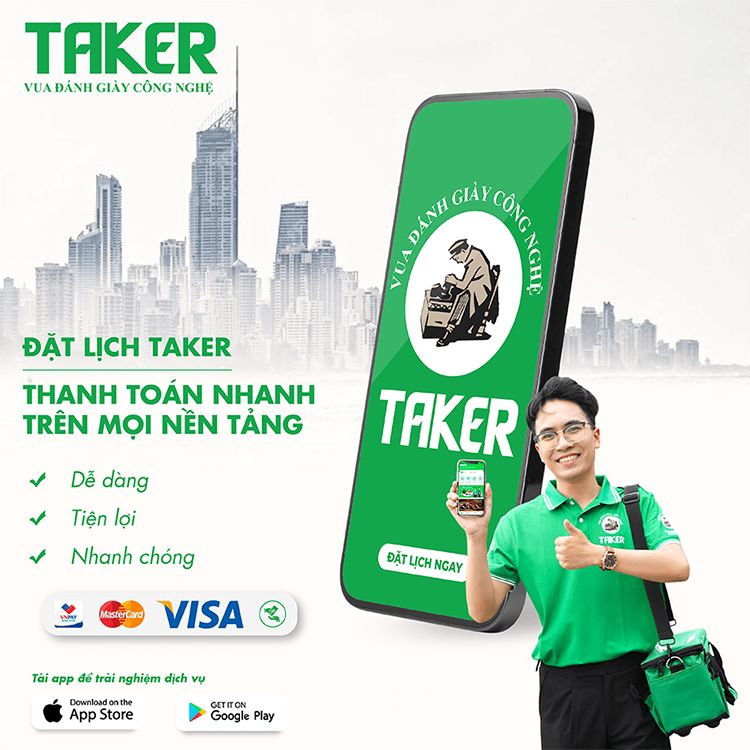 TAKER
VUA ĐÁNH GIÀY CÔNG NGHỆ
VUA ĐÁNH GIÀY CÔNG NGHỆ
TAKER
ĐẶT LỊCH NGAY
ĐẶT LỊCH TAKER
THANH TOÁN NHANH
TRÊN MỌI NỀN TẢNG
Dễ dàng
Tiện lợi
Nhanh chóng
VNPAY
MasterCard
VISA
TAKER
Tải app để trải nghiệm dịch vụ
Download on the
App Store
GET IT ON
Google Play